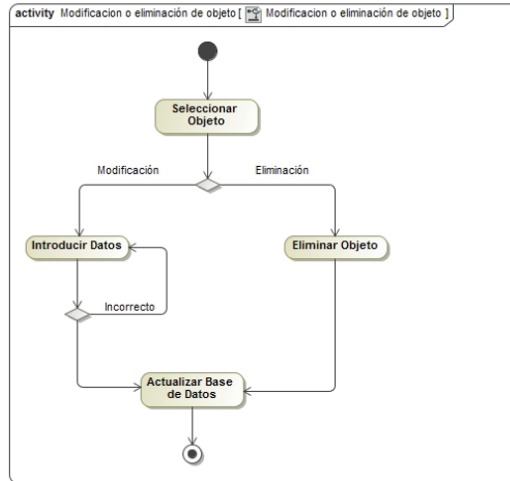 activity Modificacion o eliminación de objeto [ Modificacion o eliminación de objeto ]
Seleccionar
Objeto
Modificación
Eliminación
Introducir Datos
Eliminar Objeto
Incorrecto
Actualizar Base
de Datos